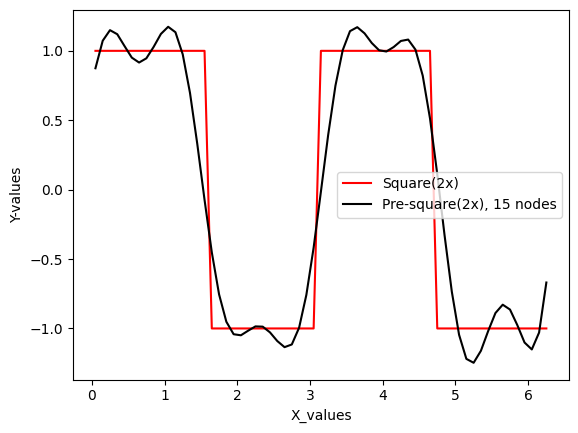 1.0
0.5
0.0
−0.5
−1.0
Y-values
Square(2x)
Pre-square(2x), 15 nodes
0 1 2 3 4 5 6
X_values